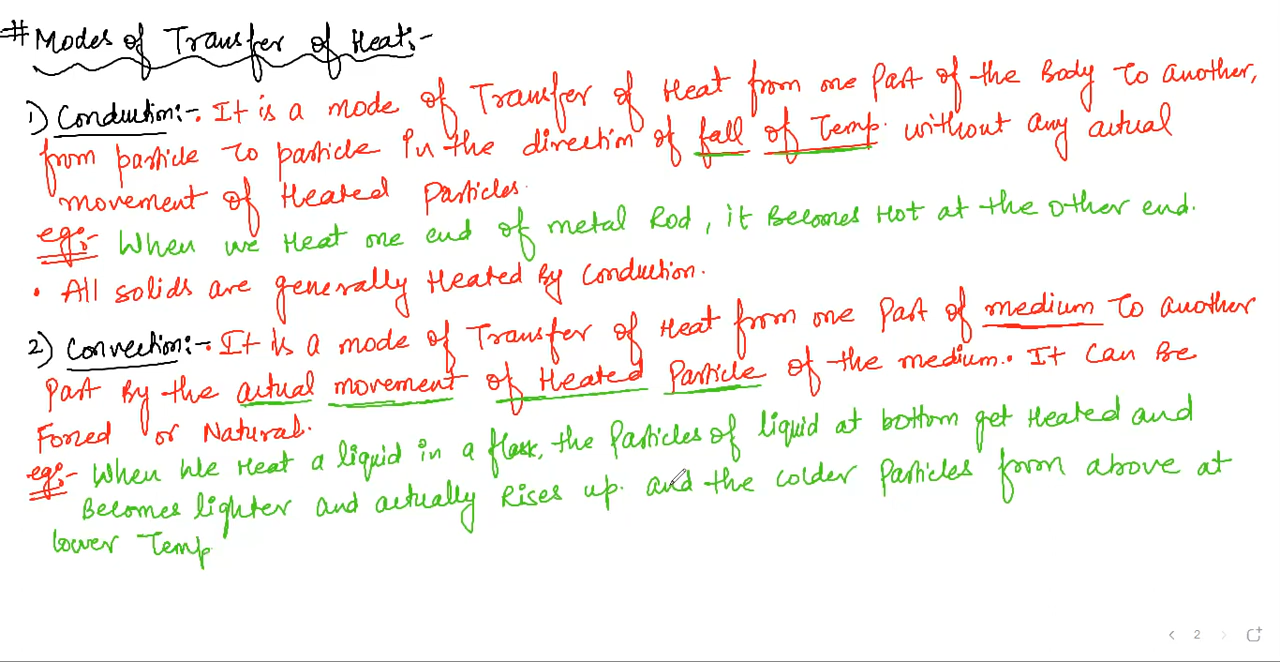 # Modes of Transfer of Heat:-
1) Conduction:-. It is a mode of Transfer of Heat from one Part of the Body To another,
from particle To particle in the direction of fall of Temp. without any actual
movement of Heated Particles.
eg:- When we Heat one end of metal Rod, it Becomes Hot at the other end.
• All solids are generally Heated By Conduction.
2) Convection:-. It is a mode of Transfer of Heat from one Part of medium To another
Part By the actual movement of Heated Particle of the medium. It Can Be
Forced or Natural.
eg:- When We Heat a liquid in a flask, the Particles of liquid at bottom get Heated and
Becomes lighter and actually Rises up. and the colder Particles from above at
lower Temp
2